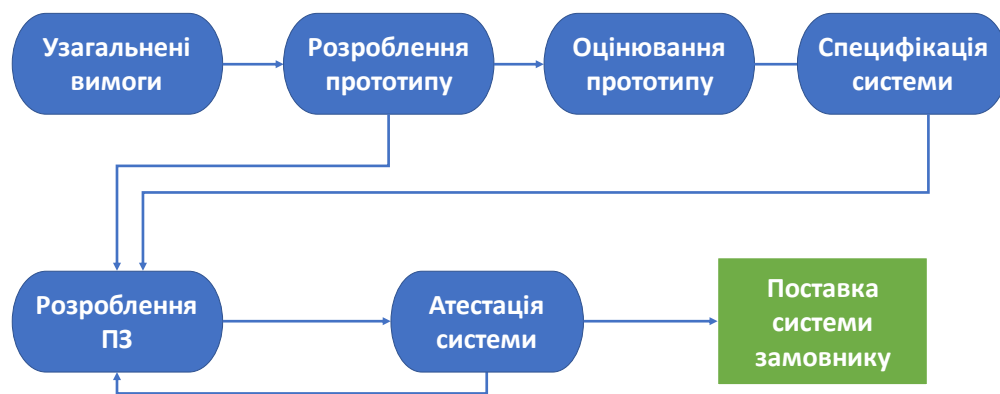 Узагальнені
вимоги
Розроблення
прототипу
Оцінювання
прототипу
Специфікація
системи
Розроблення
ПЗ
Атестація
системи
Поставка
системи
замовнику